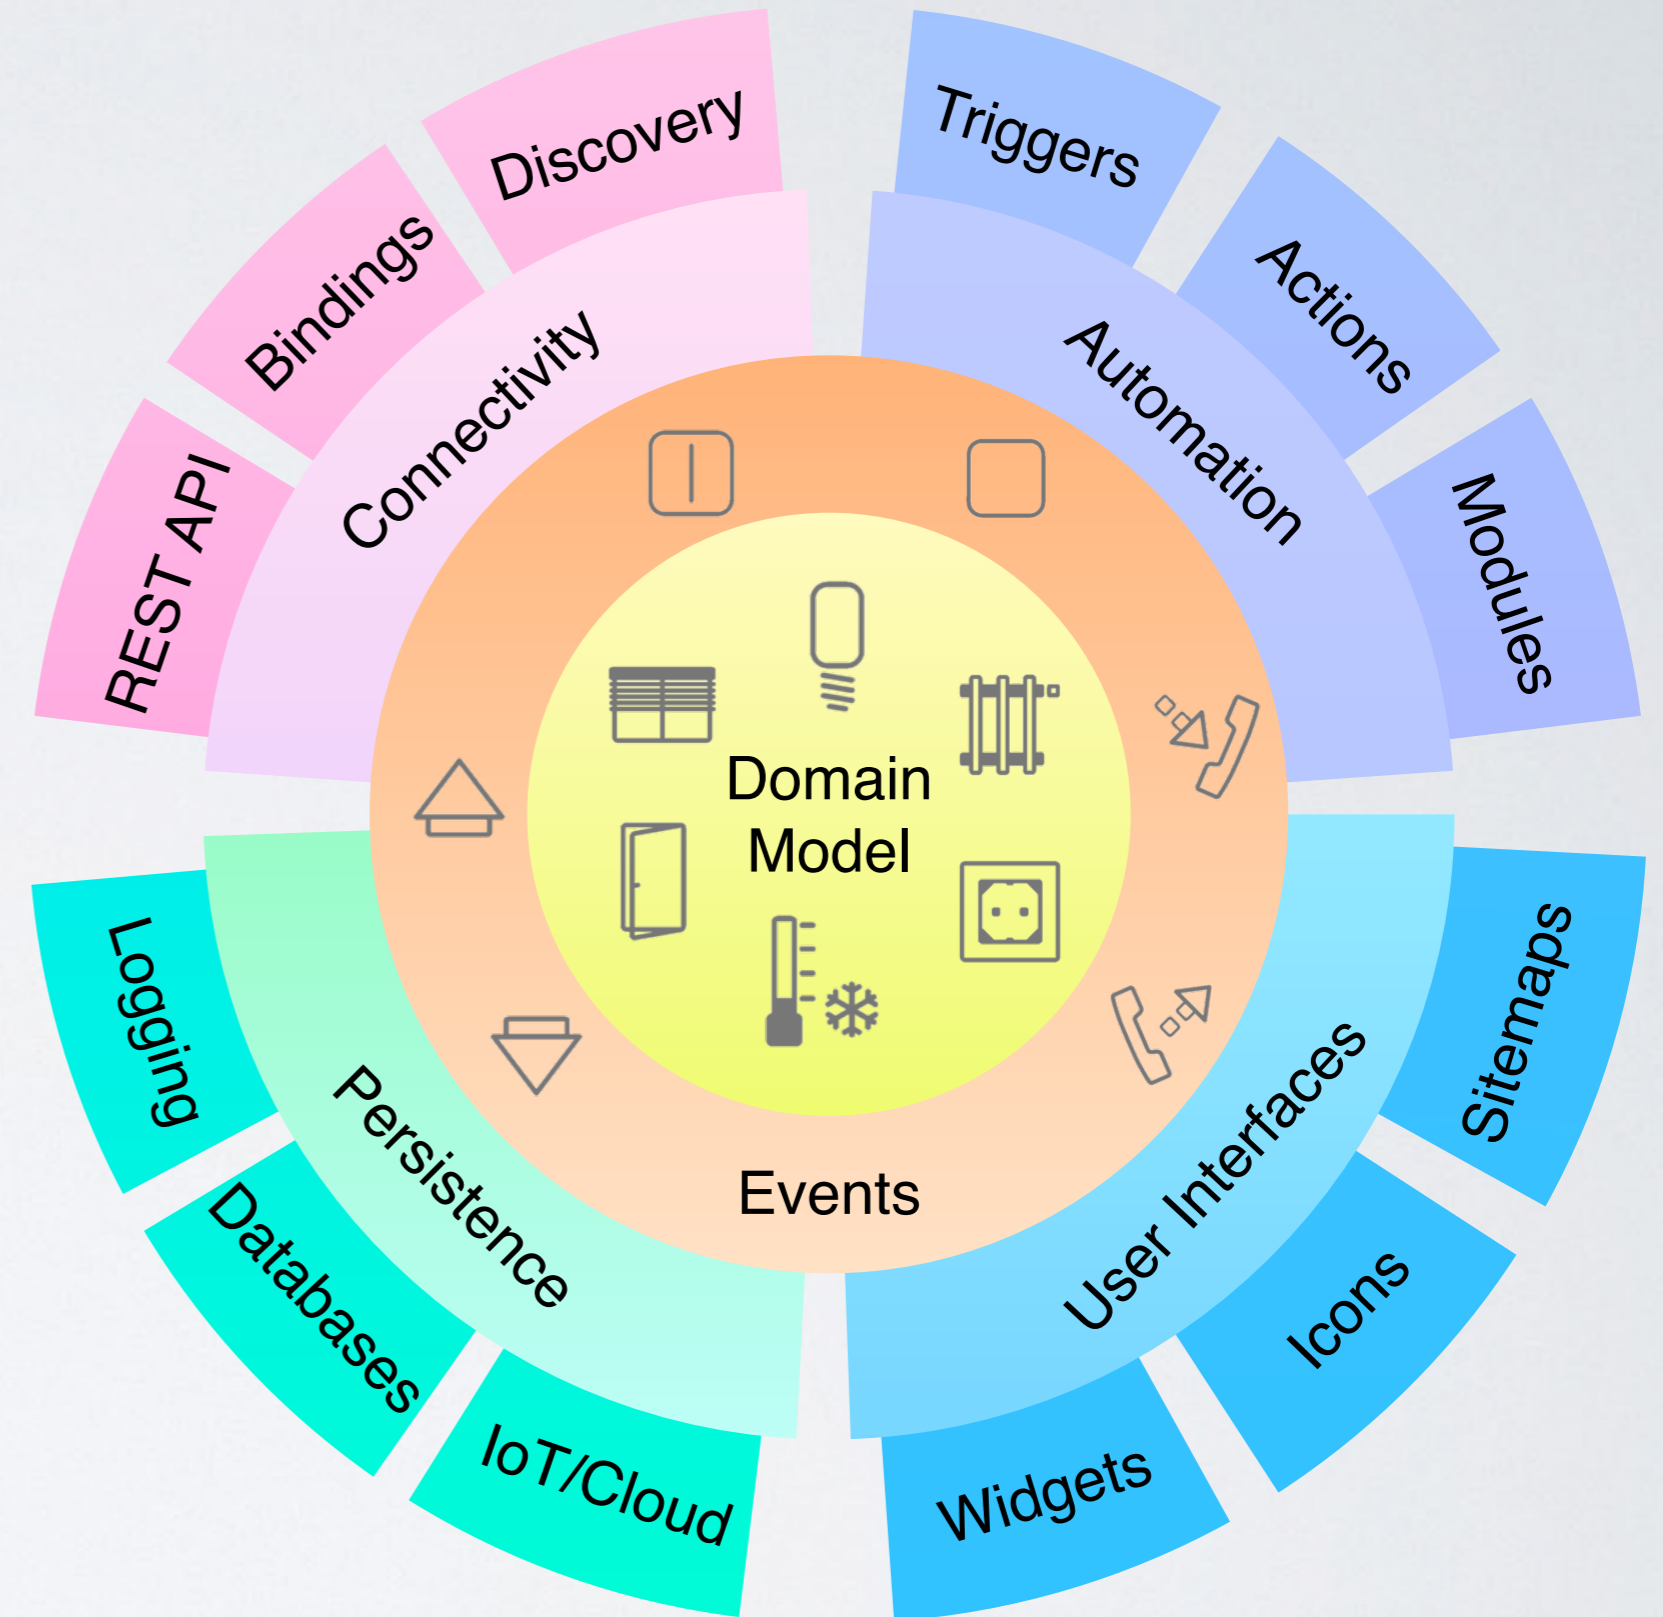 Discovery
Triggers
Bindings
Actions
Connectivity
Automation
REST API
Modules
Domain
Model
Logging
Sitemaps
Persistence
User Interfaces
Events
Databases
Icons
IoT/Cloud
Widgets